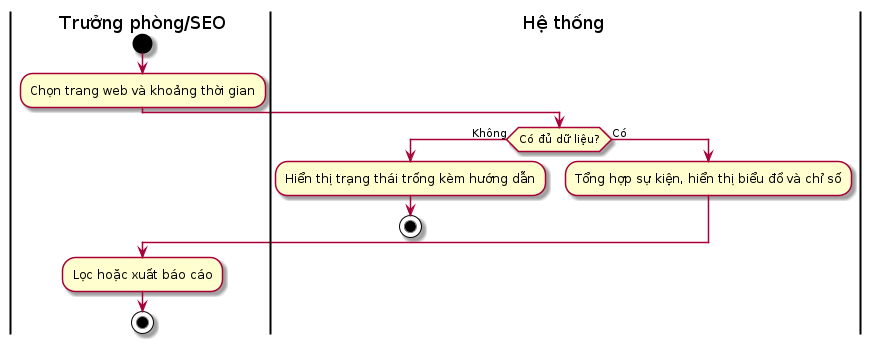 Trưởng phòng/SEO
Hệ thống
Chọn trang web và khoảng thời gian
Có đủ dữ liệu?
Không
Có
Hiển thị trạng thái trống kèm hướng dẫn
Tổng hợp sự kiện, hiển thị biểu đồ và chỉ số
Lọc hoặc xuất báo cáo